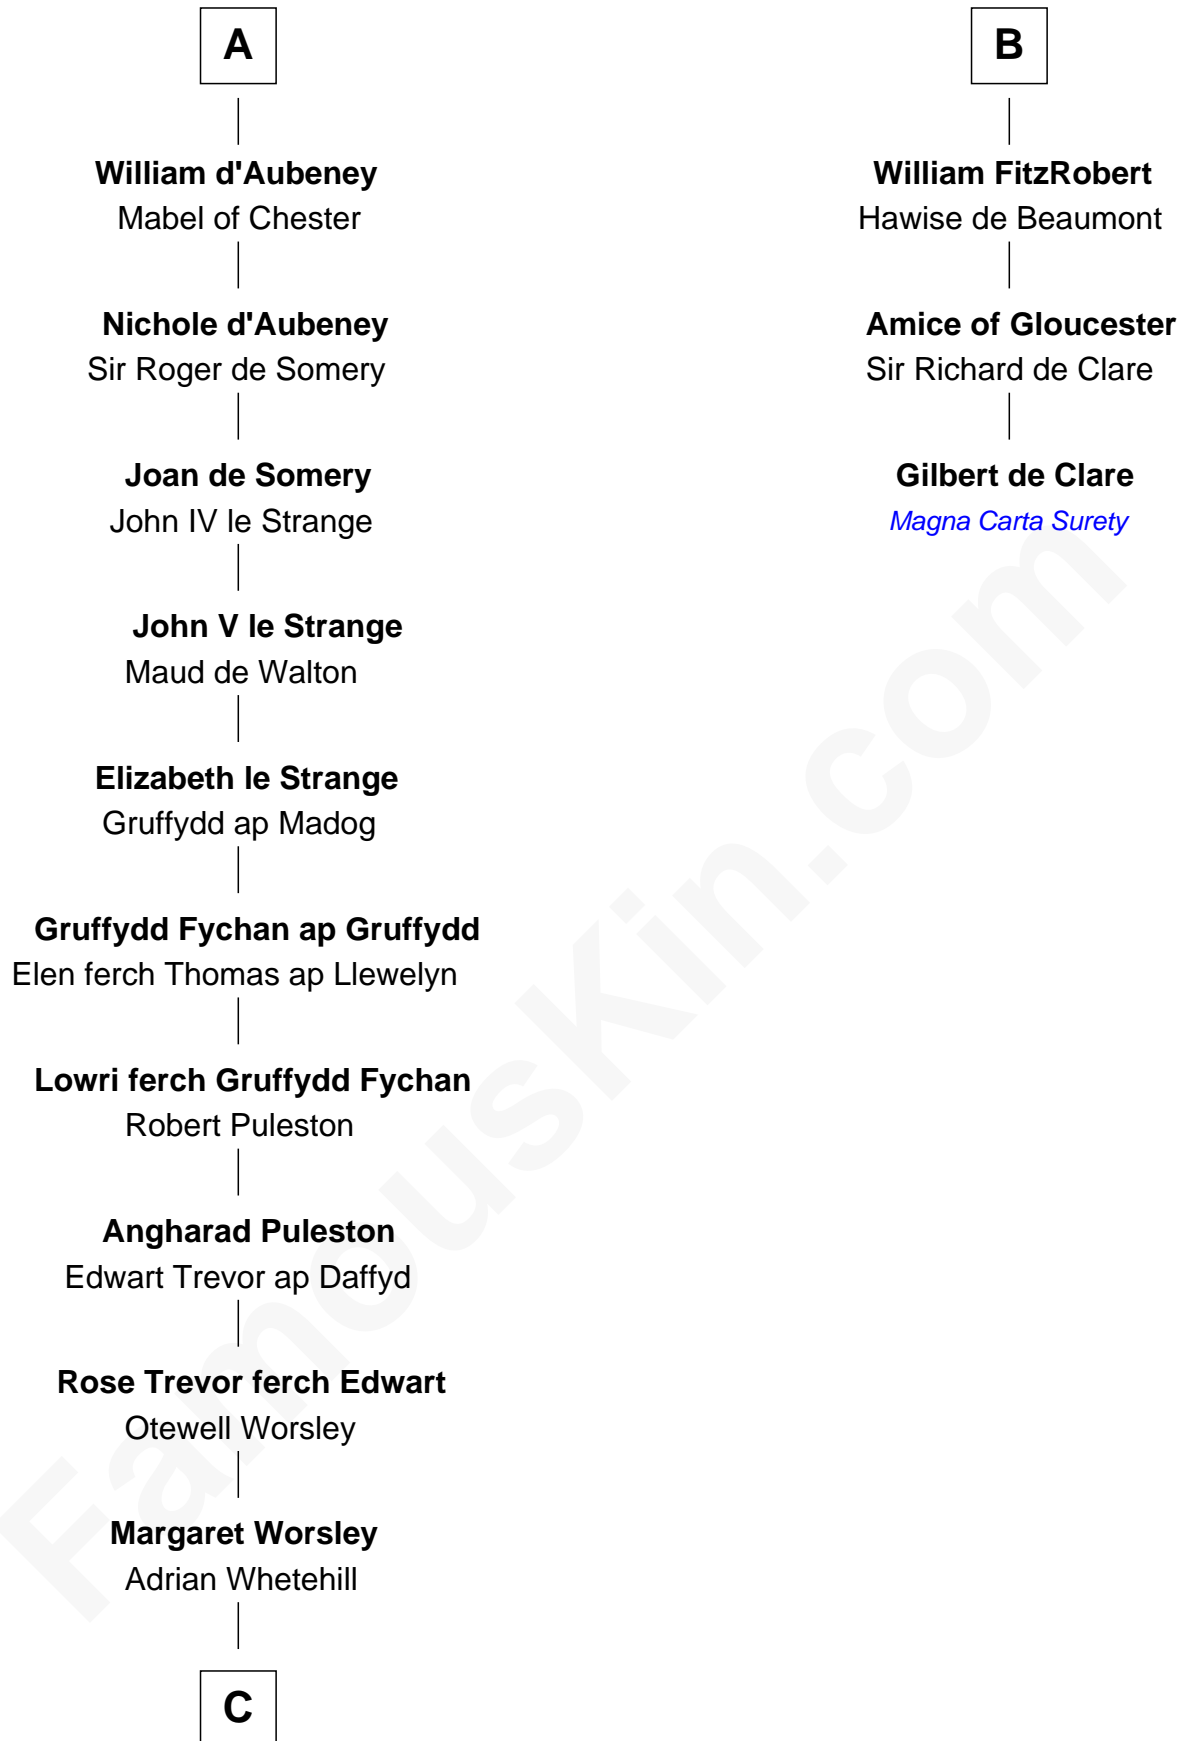 A
William d'Aubeney
Mabel of Chester
Nichole d'Aubeney
Sir Roger de Somery
Joan de Somery
John IV le Strange
John V le Strange
Maud de Walton
Elizabeth le Strange
Gruffydd ap Madog
Gruffydd Fychan ap Gruffydd
Elen ferch Thomas ap Llewelyn
Lowri ferch Gruffydd Fychan
Robert Puleston
Angharad Puleston
Edwart Trevor ap Daffyd
Rose Trevor ferch Edwart
Otewell Worsley
Margaret Worsley
Adrian Whetehill
C
B
William FitzRobert
Hawise de Beaumont
Amice of Gloucester
Sir Richard de Clare
Gilbert de Clare
Magna Carta Surety
FamousKin.com